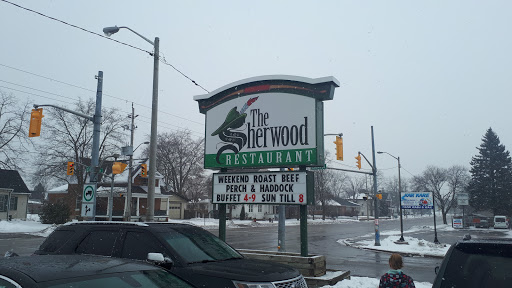 The
Sherwood
RESTAURANT
WEEKEND ROAST BEEF
PERCH & HADDOCK
BUFFET 4-9 SUN TILL 8